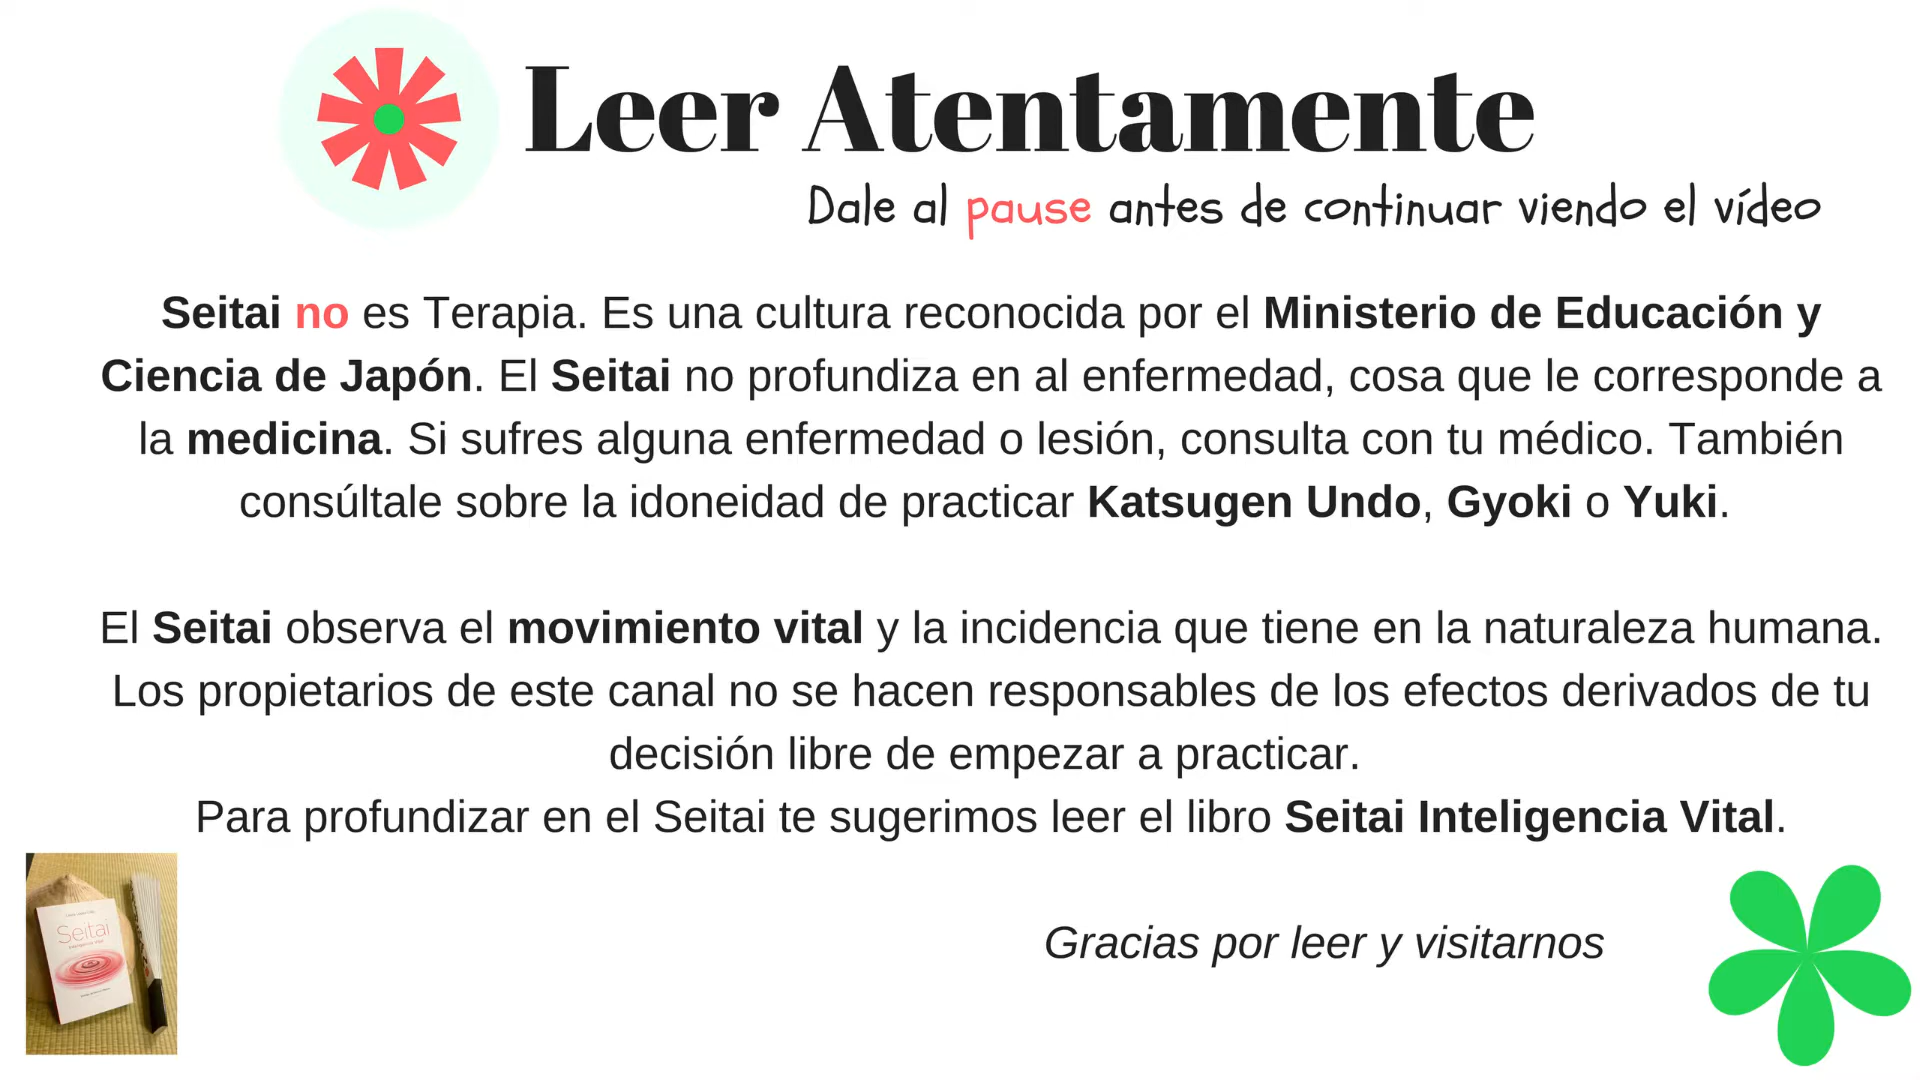 Leer Atentamente
Dale al pause antes de continuar viendo el vídeo
Seitai no es Terapia. Es una cultura reconocida por el Ministerio de Educación y
Ciencia de Japón. El Seitai no profundiza en al enfermedad, cosa que le corresponde a
la medicina. Si sufres alguna enfermedad o lesión, consulta con tu médico. También
consúltale sobre la idoneidad de practicar Katsugen Undo, Gyoki o Yuki.
El Seitai observa el movimiento vital y la incidencia que tiene en la naturaleza humana.
Los propietarios de este canal no se hacen responsables de los efectos derivados de tu
decisión libre de empezar a practicar.
Para profundizar en el Seitai te sugerimos leer el libro Seitai Inteligencia Vital.
Seitai
Gracias por leer y visitarnos